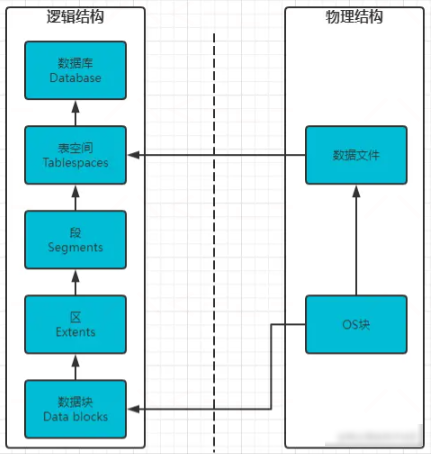 逻辑结构
数据库
Database
表空间
Tablespaces
段
Segments
区
Extents
数据块
Data blocks
物理结构
数据文件
OS块